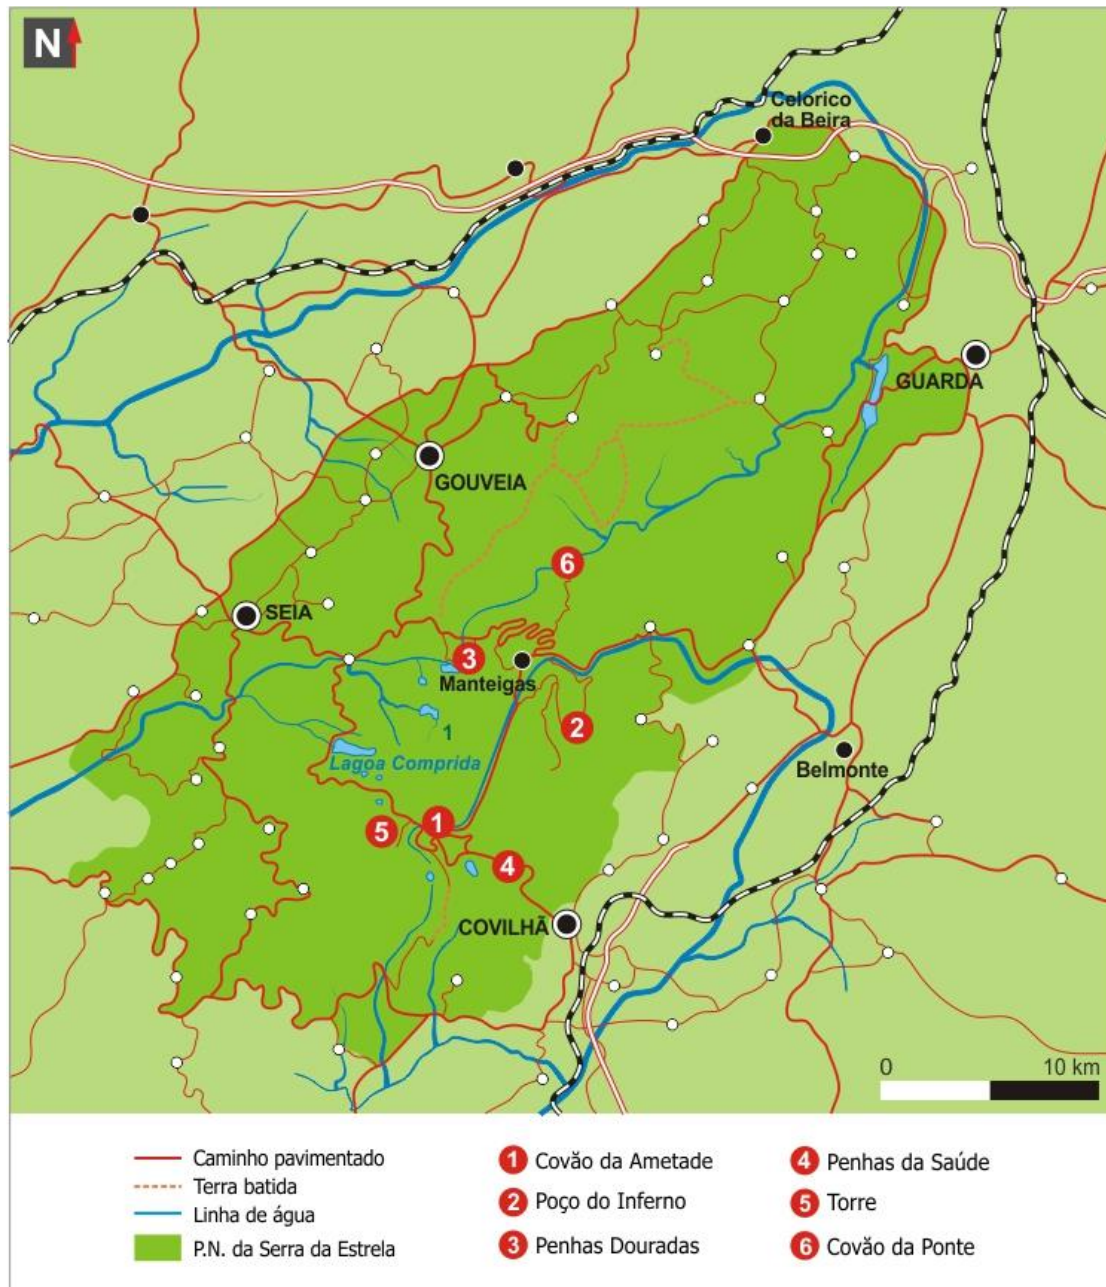 N
Celorico
da Beira
GUARDA
GOUVEIA
6
SEIA
3
Manteigas
2
1
Lagoa Comprida
Belmonte
1
5
4
COVILHÃ
0 10 km
Caminho pavimentado
Terra batida
Linha de água
P.N. da Serra da Estrela
1 Covão da Ametade
2 Poço do Inferno
3 Penhas Douradas
4 Penhas da Saúde
5 Torre
6 Covão da Ponte